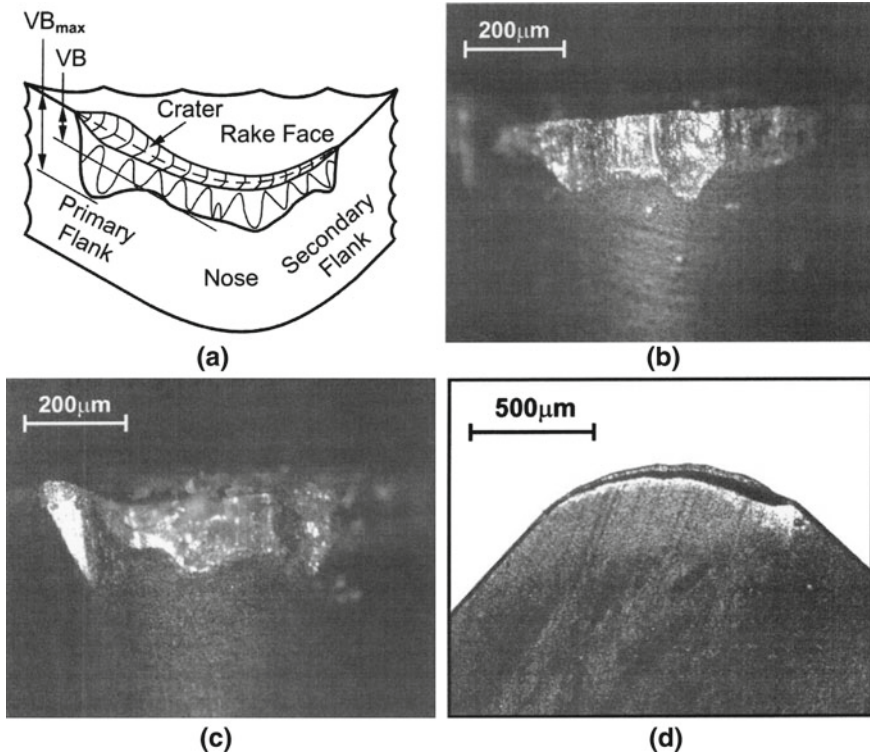 VBmax
VB
Crater
Rake Face
Primary
Flank
Nose
Secondary
Flank
(a)
200μm
(b)
200μm
(c)
500μm
(d)